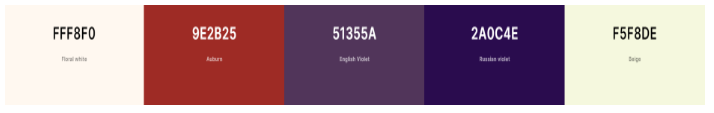 FFF8F0
9E2B25
51355A
2A0C4E
F5F8DE
Floral white
Auburn
English Violet
Russian violet
Beige